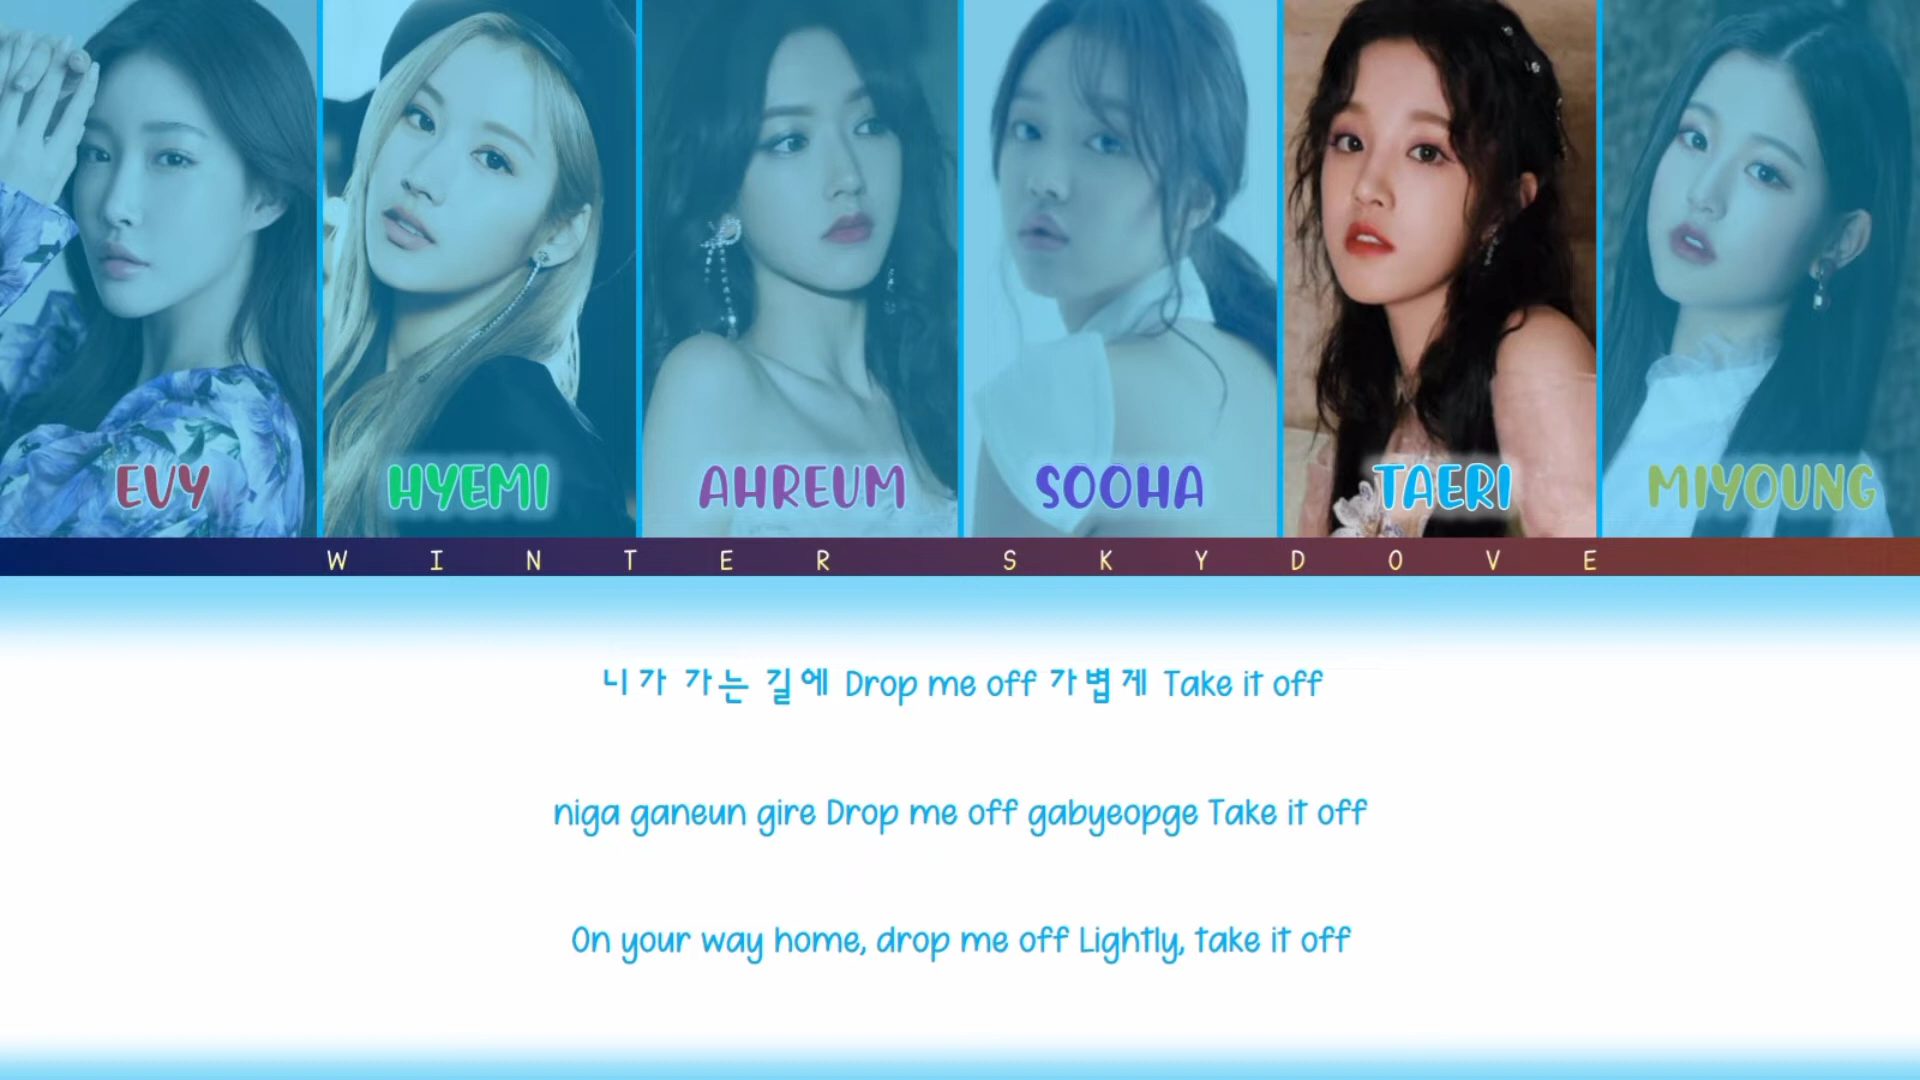 EVY
HYEMI
AHREUM
SOOHA
TAERI
MIYOUNG
WINTER SKYDOVE
니가 가는 길에 Drop me off 가볍게 Take it off
niga ganeun gire Drop me off gabyeopge Take it off
On your way home, drop me off Lightly, take it off